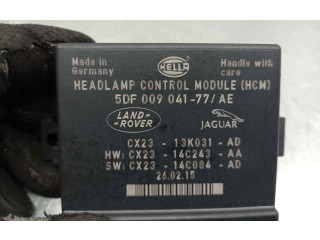 Made in Germany
HELLA
Handle with care
HEADLAMP CONTROL MODULE (HCM)
5DF 009 041-77/AE
LAND-ROVER
JAGUAR
CX23 - 13K031 - AD
HW: CX23 - 14C243 - AA
SW: CX23 - 14C084 - AD
26.02.15